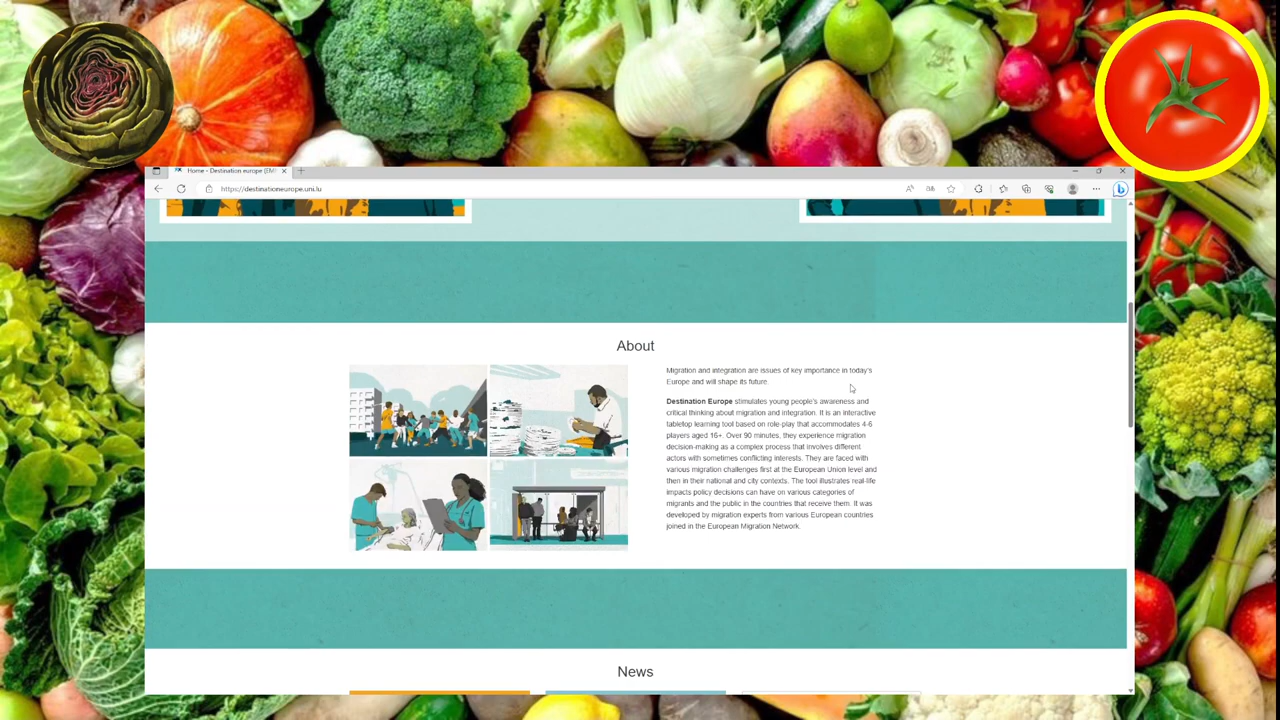 Home - Destination europe (EM
https://destinationeurope.uni.lu
About
Migration and integration are issues of key importance in today's
Europe and will shape its future.
Destination Europe stimulates young people's awareness and
critical thinking about migration and integration. It is an interactive
tabletop learning tool based on role-play that accommodates 4-6
players aged 16+. Over 90 minutes, they experience migration
decision-making as a complex process that involves different
actors with sometimes conflicting interests. They are faced with
various migration challenges first at the European Union level and
then in their national and city contexts. The tool illustrates real-life
impacts policy decisions can have on various categories of
migrants and the public in the countries that receive them. It was
developed by migration experts from various European countries
joined in the European Migration Network.
News